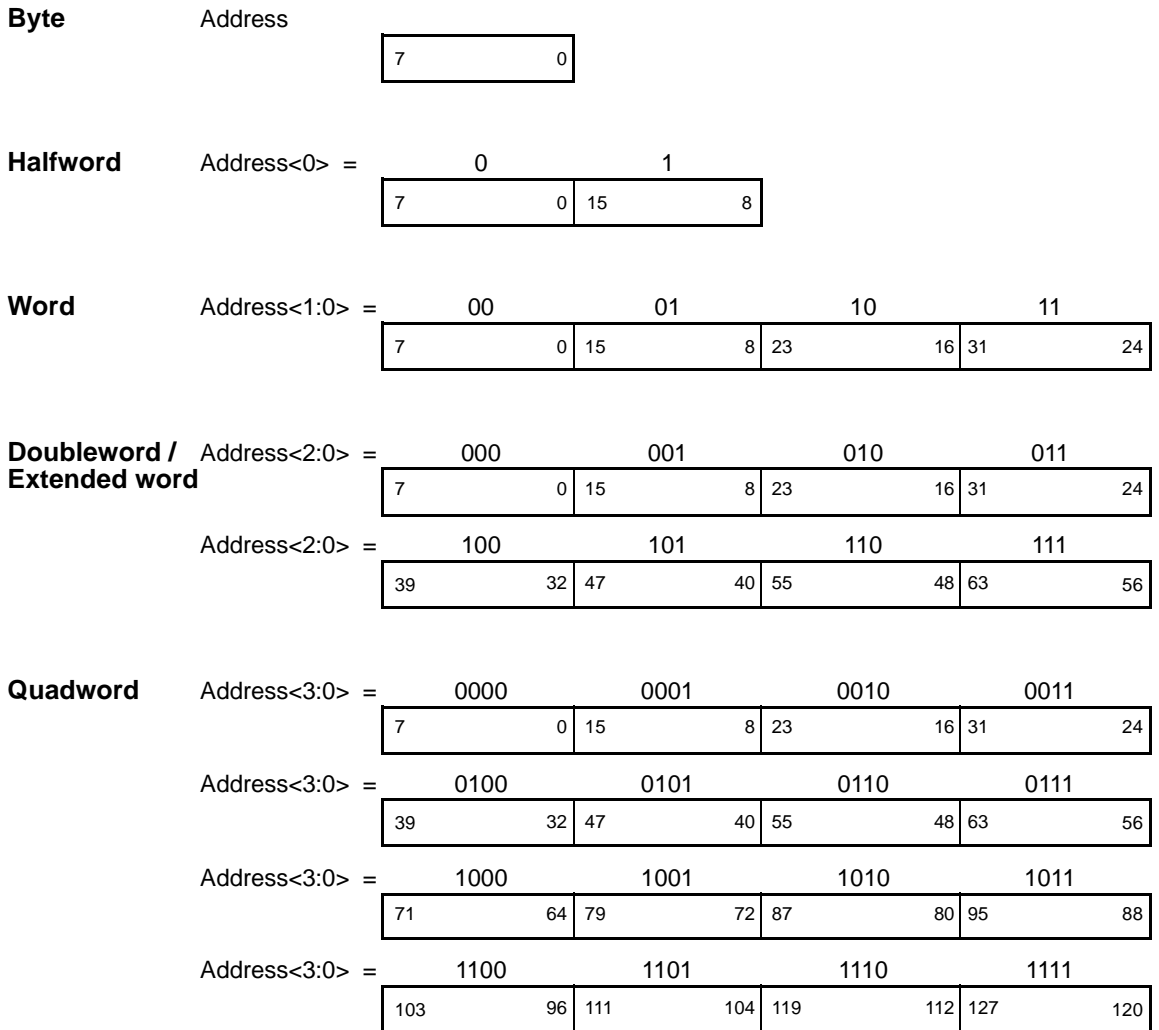 Byte Address
7 0
Halfword Address<0> = 0 1
7 0 15 8
Word Address<1:0> = 00 01 10 11
7 0 15 8 23 16 31 24
Doubleword / Address<2:0> = 000 001 010 011
Extended word
7 0 15 8 23 16 31 24
Address<2:0> = 100 101 110 111
39 32 47 40 55 48 63 56
Quadword Address<3:0> = 0000 0001 0010 0011
7 0 15 8 23 16 31 24
Address<3:0> = 0100 0101 0110 0111
39 32 47 40 55 48 63 56
Address<3:0> = 1000 1001 1010 1011
71 64 79 72 87 80 95 88
Address<3:0> = 1100 1101 1110 1111
103 96 111 104 119 112 127 120